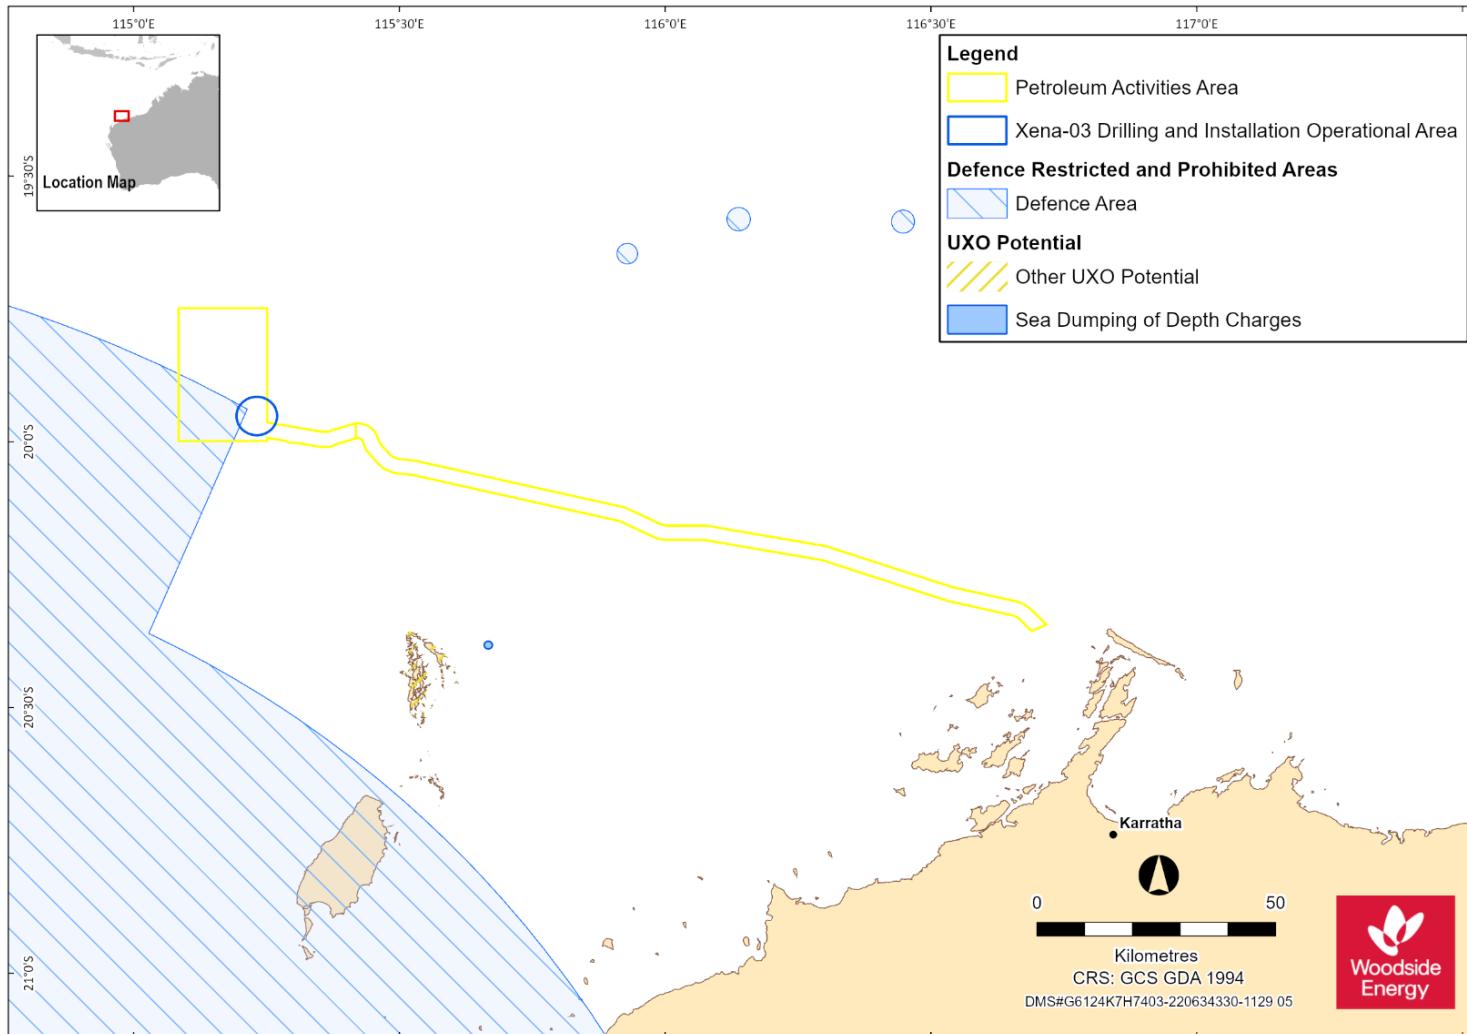 115°0'E
115°30'E
116°0'E
116°30'E
117°0'E
19°30'S
20°0'S
20°30'S
21°0'S
Location Map
Legend
Petroleum Activities Area
Xena-03 Drilling and Installation Operational Area
Defence Restricted and Prohibited Areas
Defence Area
UXO Potential
Other UXO Potential
Sea Dumping of Depth Charges
Karratha
0 50
Kilometres
CRS: GCS GDA 1994
DMS#G6124K7H7403-220634330-1129 05
Woodside
Energy